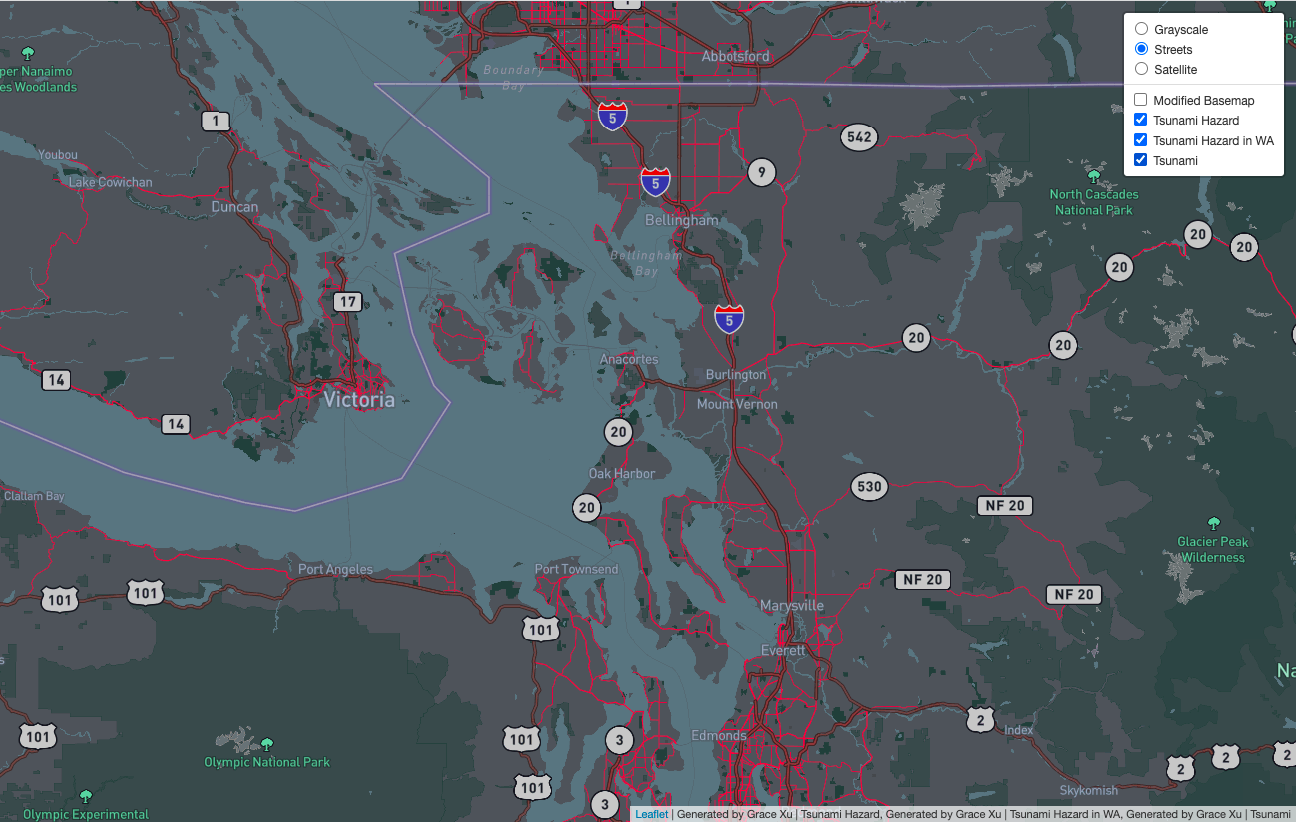 1
Abbotsford
Boundary
Bay
per Nanaimo
es Woodlands
Grayscale
Streets
Satellite
Modified Basemap
Tsunami Hazard
Tsunami Hazard in WA
Tsunami
1
5
542
Youbou
Lake Cowichan
5
9
North Cascades
National Park
Duncan
Bellingham
20
20
Bellingham
Bay
20
17
5
20
20
Anacortes
14
Burlington
Victoria
Mount Vernon
14
20
Oak Harbor
530
Clallam Bay
20
NF 20
Glacier Peak
Wilderness
Port Angeles
Port Townsend
NF 20
101
101
NF 20
Marysville
101
Everett
s
Na
2
Index
101
101
3
Edmonds
Olympic National Park
2
2
2
101
3
Skykomish
Olympic Experimental
Leaflet | Generated by Grace Xu | Tsunami Hazard, Generated by Grace Xu | Tsunami Hazard in WA, Generated by Grace Xu | Tsunami